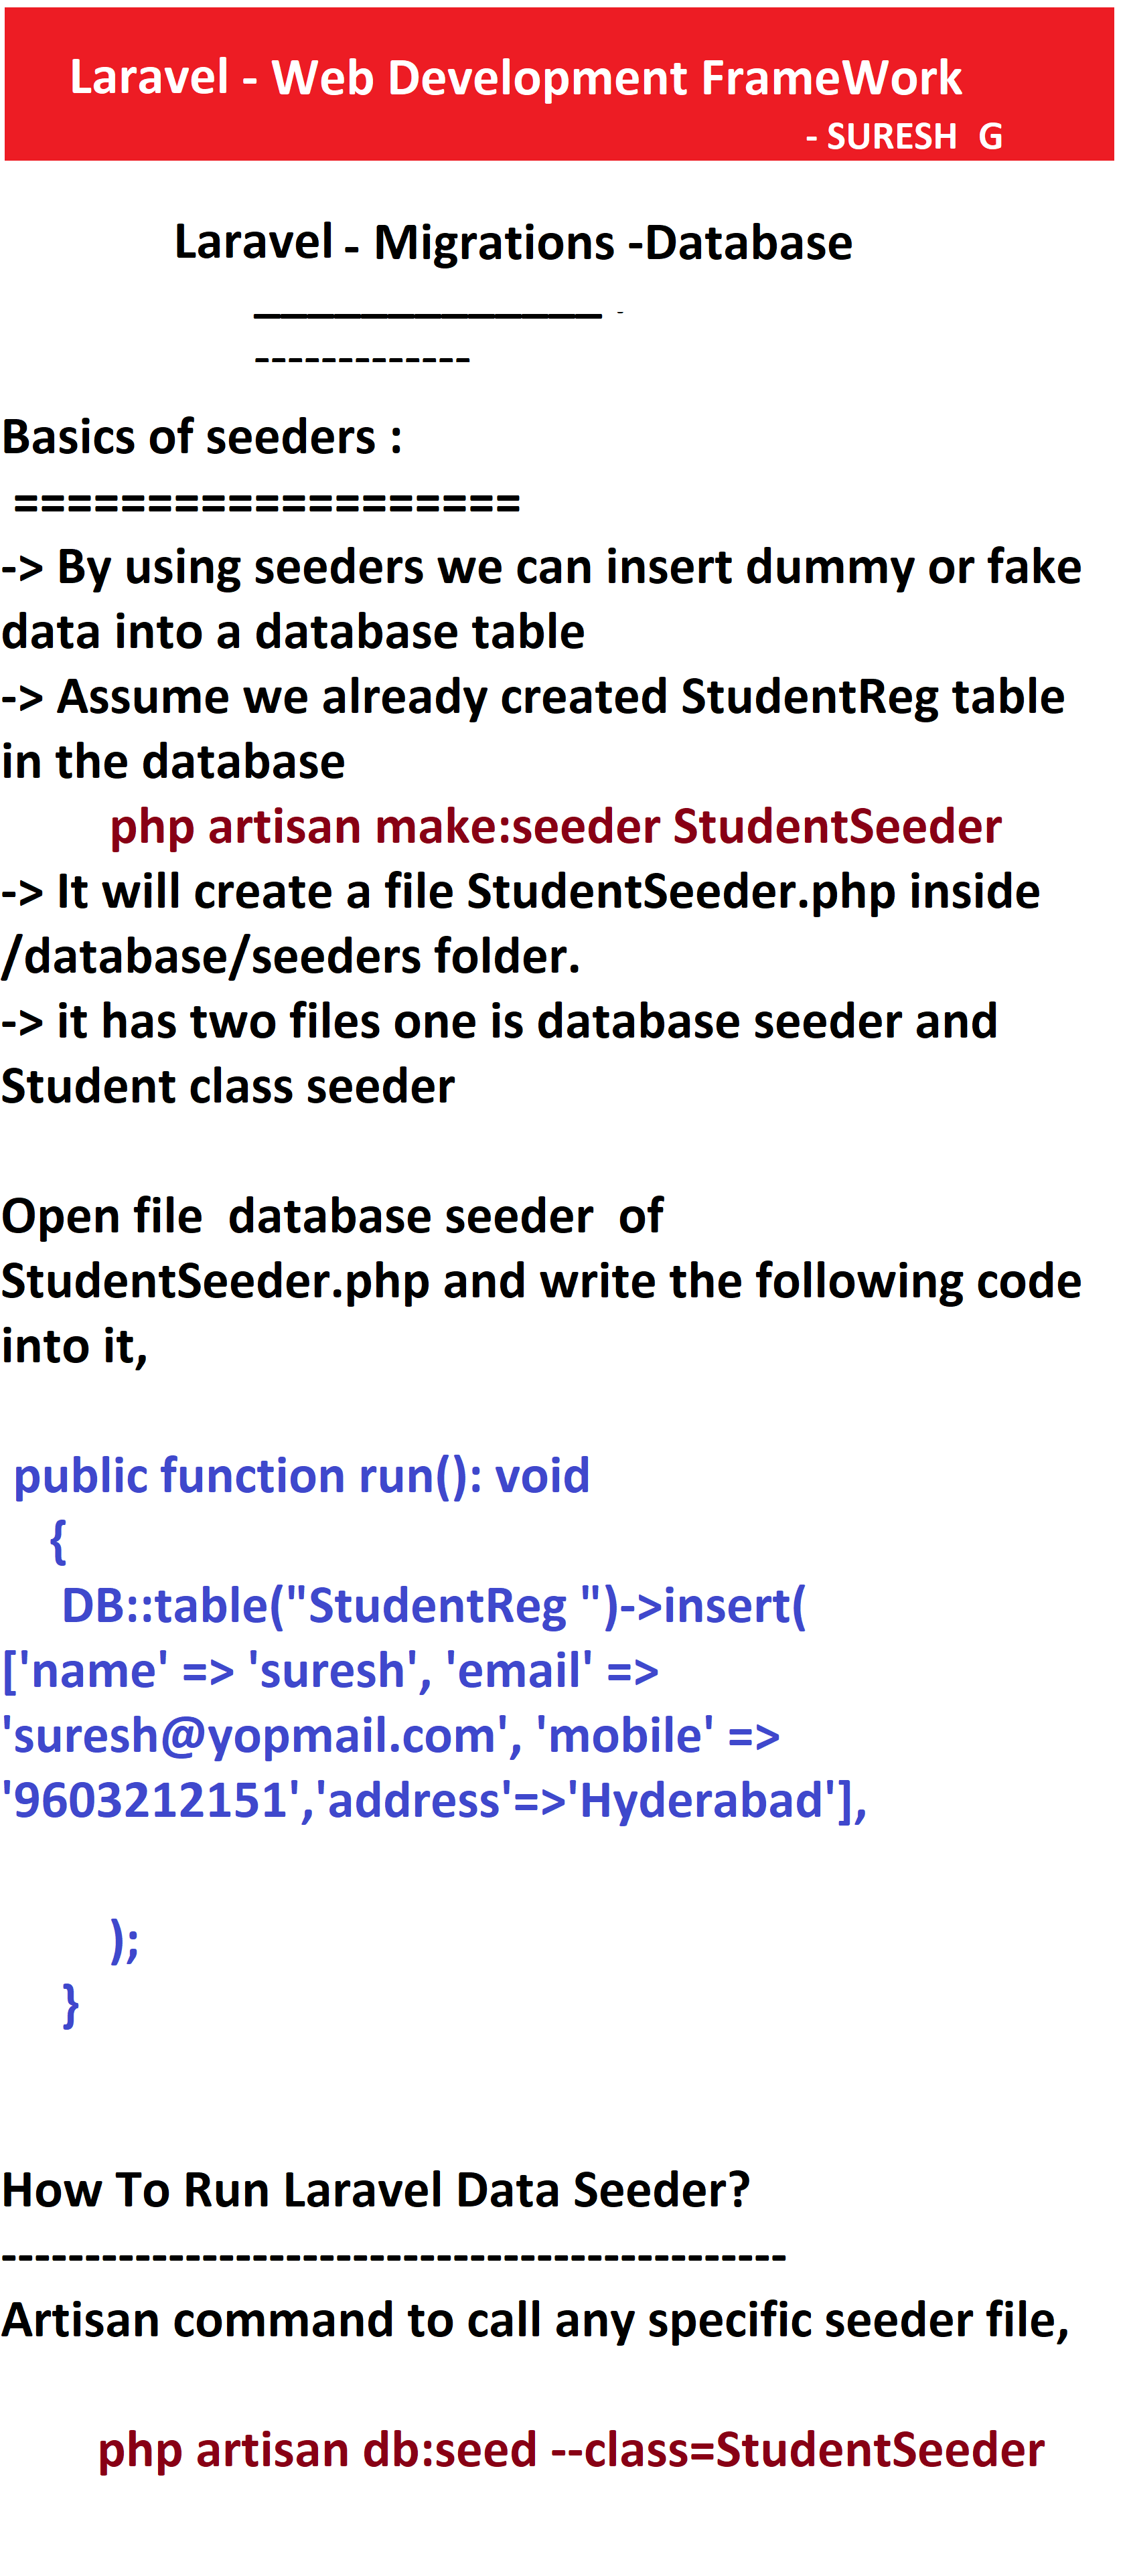 Laravel - Web Development FrameWork
- SURESH  G
Laravel - Migrations -Database
_____________ -
-------------
Basics of seeders :
===================
-> By using seeders we can insert dummy or fake
data into a database table
-> Assume we already created StudentReg table
in the database
php artisan make:seeder StudentSeeder
-> It will create a file StudentSeeder.php inside
/database/seeders folder.
-> it has two files one is database seeder and
Student class seeder
Open file  database seeder  of
StudentSeeder.php and write the following code
into it,
public function run(): void
{
DB::table("StudentReg ")->insert(
['name' => 'suresh', 'email' =>
'suresh@yopmail.com', 'mobile' =>
'9603212151','address'=>'Hyderabad'],
);
}
How To Run Laravel Data Seeder?
-----------------------------------------------
Artisan command to call any specific seeder file,
php artisan db:seed --class=StudentSeeder